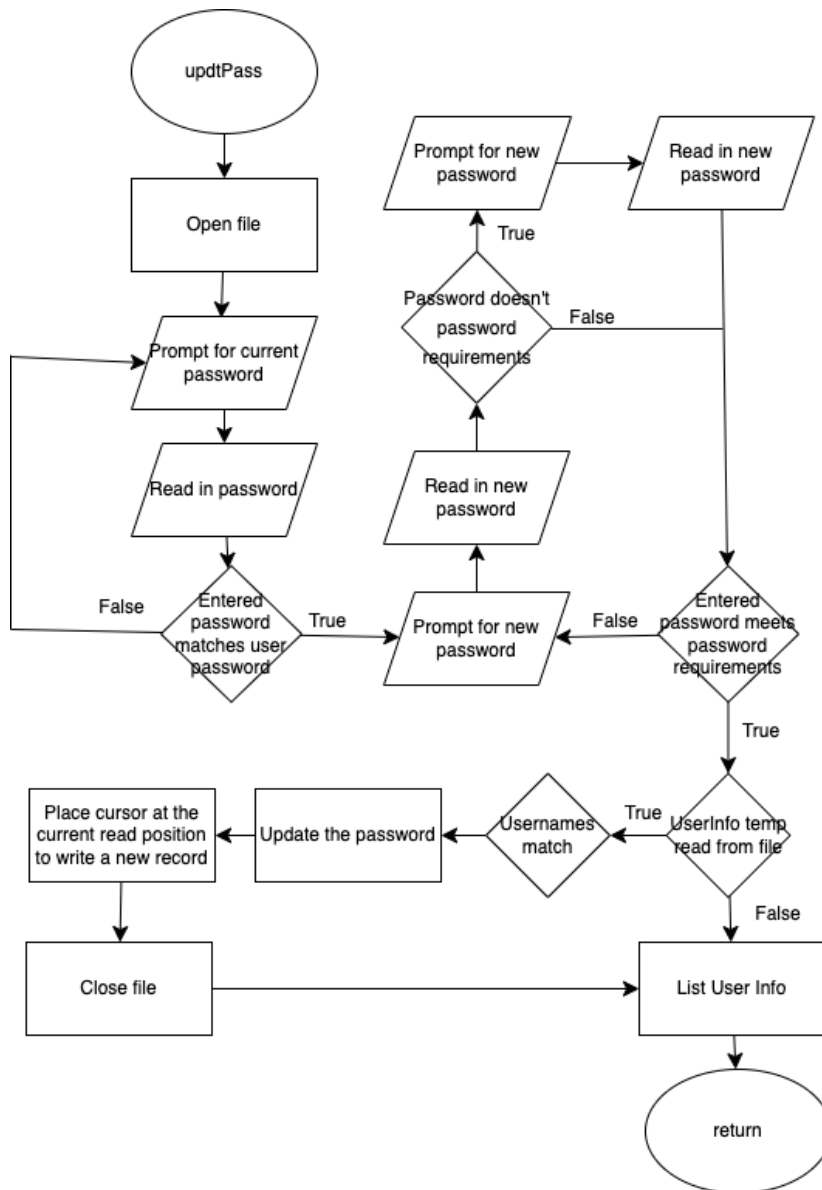 updtPass
Open file
Prompt for current
password
Read in password
Entered
password
matches user
password
False
True
Prompt for new
password
Read in new
password
Password doesn't
password
requirements
True
False
Prompt for new
password
Read in new
password
Entered
password meets
password
requirements
False
True
UserInfo temp
read from file
True
False
Usernames
match
Update the password
Place cursor at the
current read position
to write a new record
Close file
List User Info
return